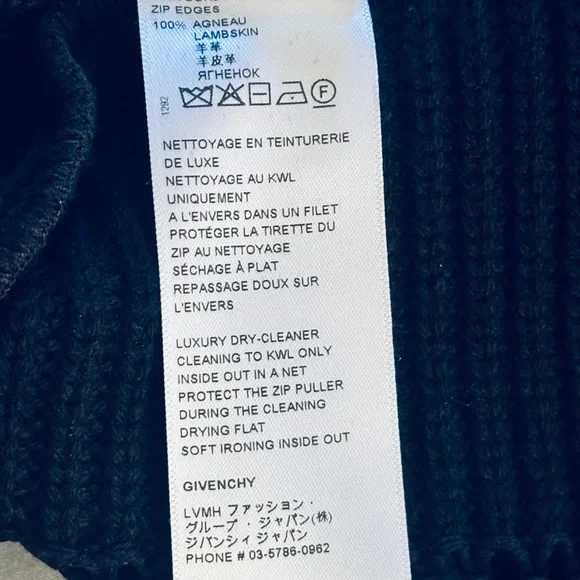 ZIP EDGES
100% AGNEAU
LAMBSKIN
羊革
羊皮革
ЯГНЕНОК
1292
F
NETTOYAGE EN TEINTURERIE
DE LUXE
NETTOYAGE AU KWL
UNIQUEMENT
A L'ENVERS DANS UN FILET
PROTÉGER LA TIRETTE DU
ZIP AU NETTOYAGE
SÉCHAGE À PLAT
REPASSAGE DOUX SUR
L'ENVERS
LUXURY DRY-CLEANER
CLEANING TO KWL ONLY
INSIDE OUT IN A NET
PROTECT THE ZIP PULLER
DURING THE CLEANING
DRYING FLAT
SOFT IRONING INSIDE OUT
GIVENCHY
LVMH ファッション・
グループ・ジャパン(株)
ジバンシィ ジャパン
PHONE # 03-5786-0962